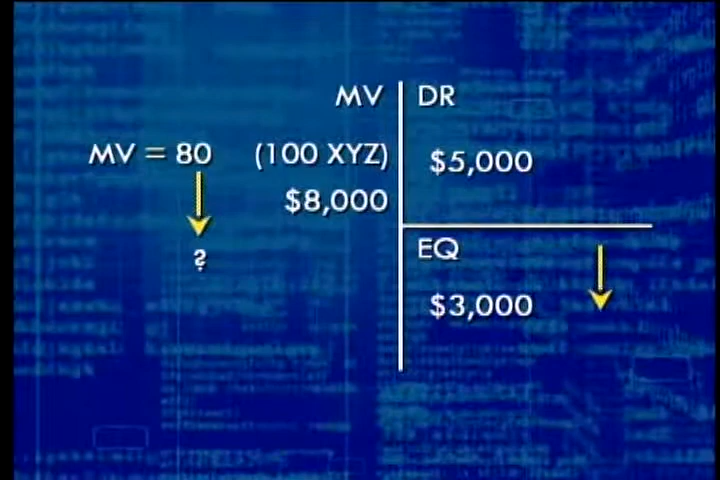 MV
DR
MV = 80
(100 XYZ)
$5,000
$8,000
?
EQ
$3,000